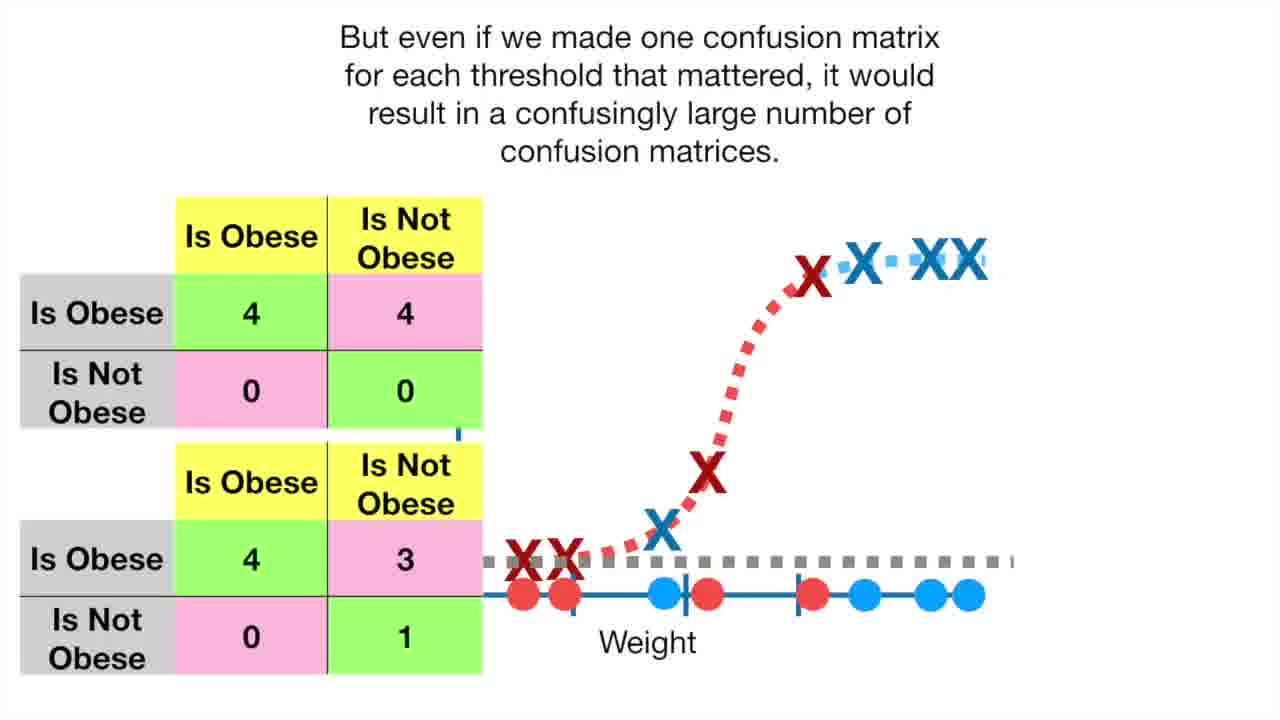 But even if we made one confusion matrix
for each threshold that mattered, it would
result in a confusingly large number of
confusion matrices.
Is Obese
Is Not
Obese
Is Obese
4
4
Is Not
Obese
0
0
Is Obese
Is Not
Obese
Is Obese
4
3
Is Not
Obese
0
1
X X X X X X X X
Weight